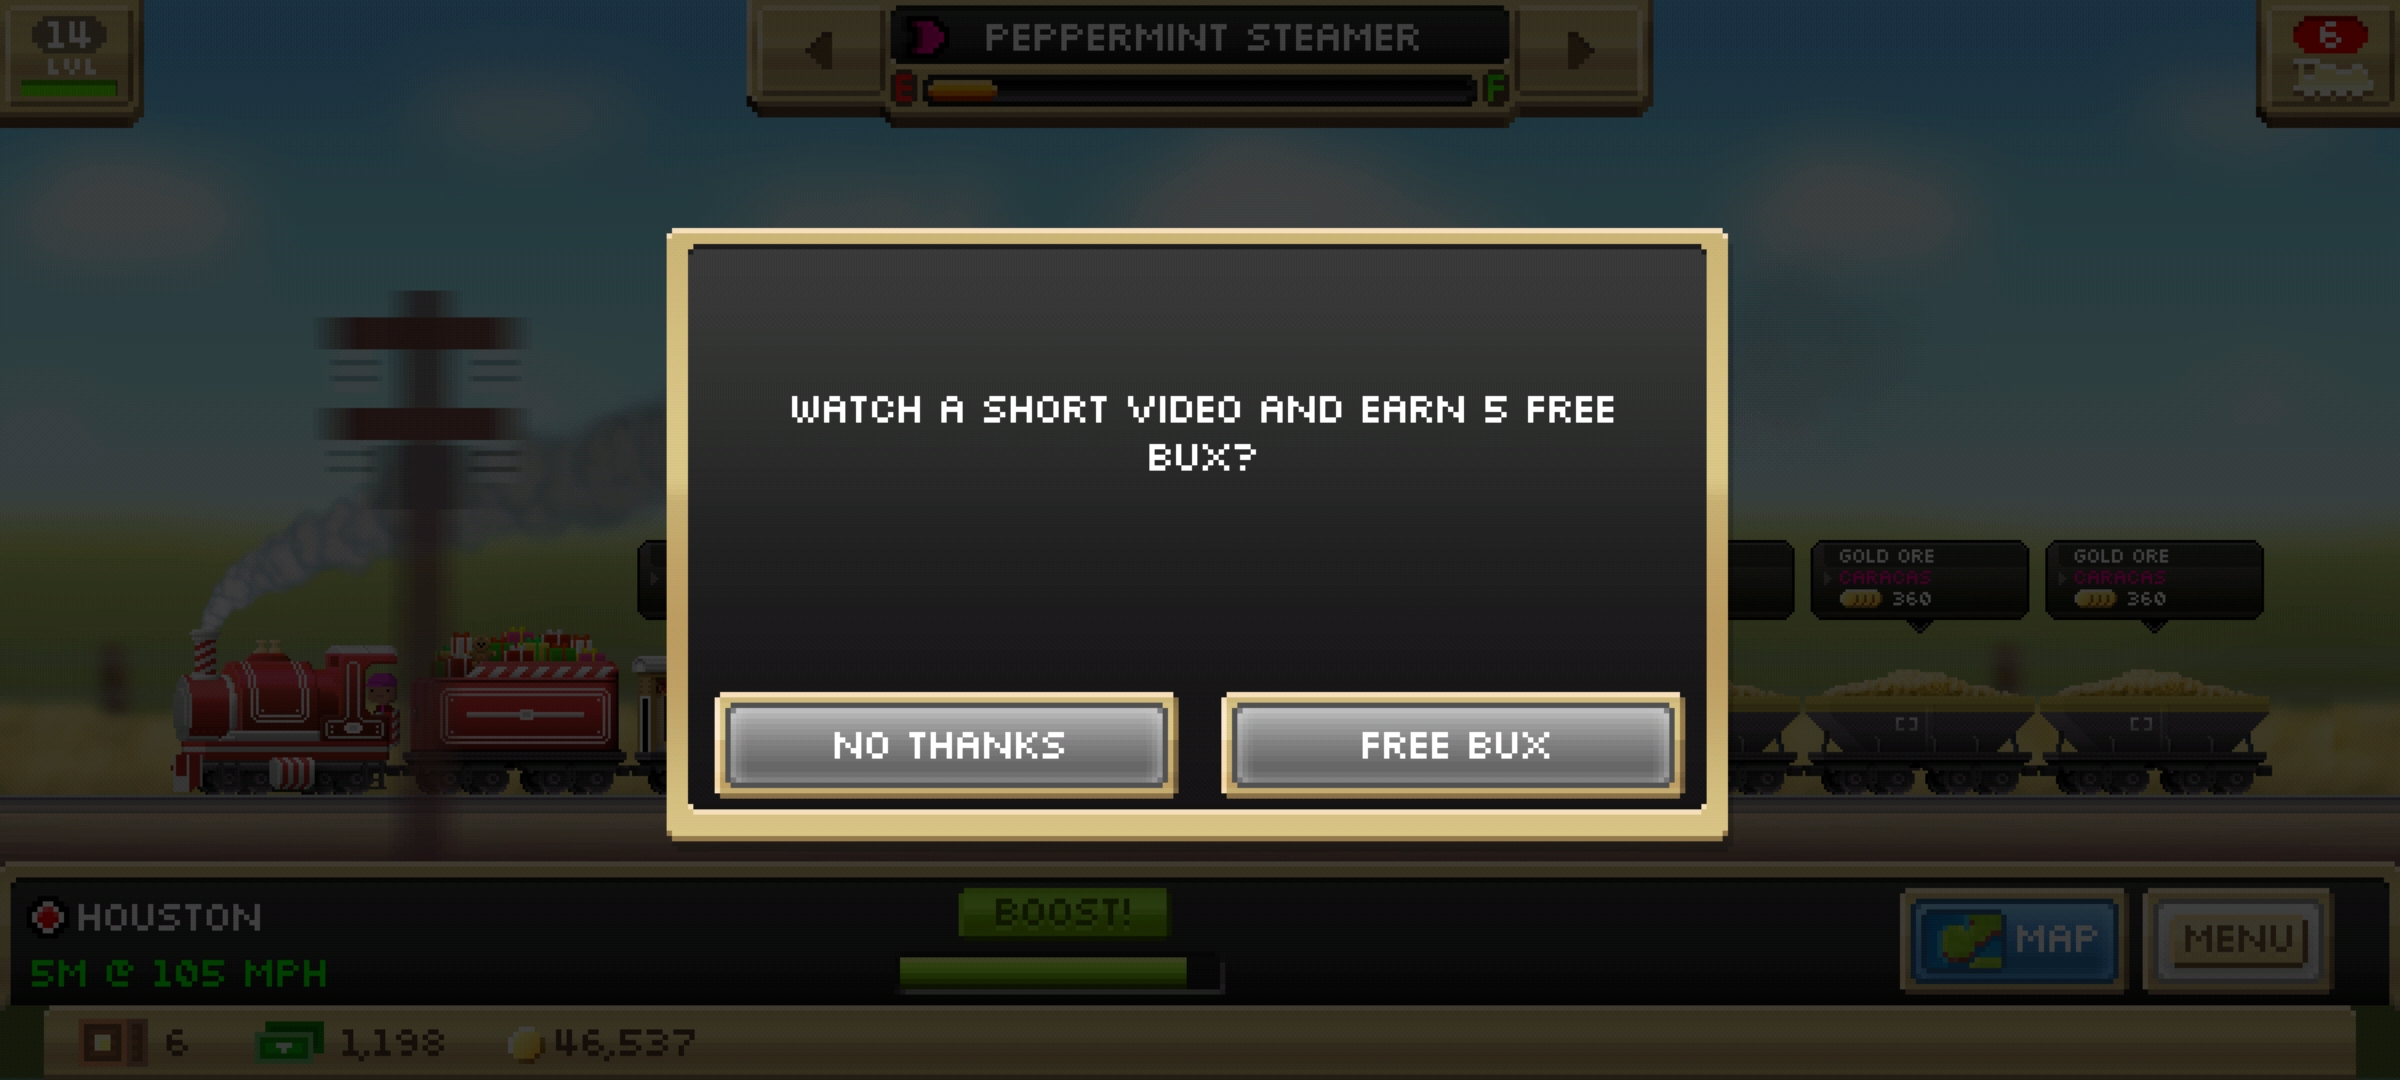 14
LVL
PEPPERMINT STEAMER
E F
6
WATCH A SHORT VIDEO AND EARN 5 FREE
BUX?
NO THANKS
FREE BUX
GOLD ORE
CARACAS
360
GOLD ORE
CARACAS
360
HOUSTON
5M @ 105 MPH
BOOST!
MAP
MENU
6
1,198
46,537